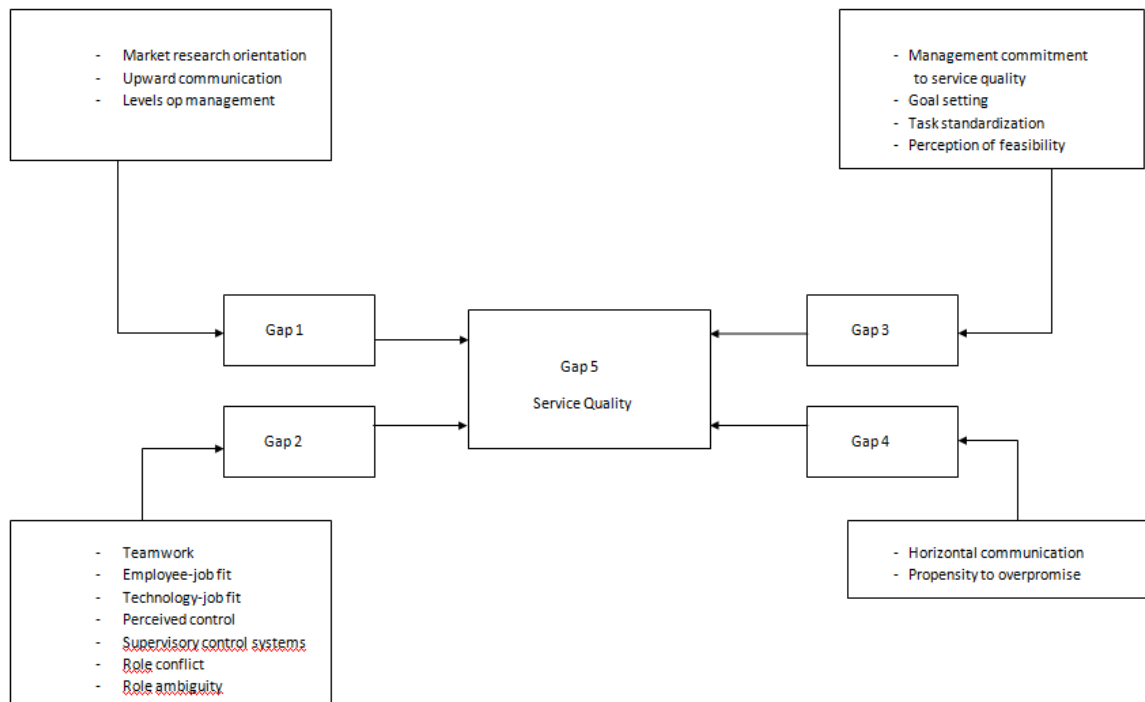 - Market research orientation
- Upward communication
- Levels op management
- Management commitment
to service quality
- Goal setting
- Task standardization
- Perception of feasibility
Gap 1
Gap 5
Service Quality
Gap 3
Gap 2
Gap 4
- Teamwork
- Employee-job fit
- Technology-job fit
- Perceived control
- Supervisory control systems
- Role conflict
- Role ambiguity
- Horizontal communication
- Propensity to overpromise